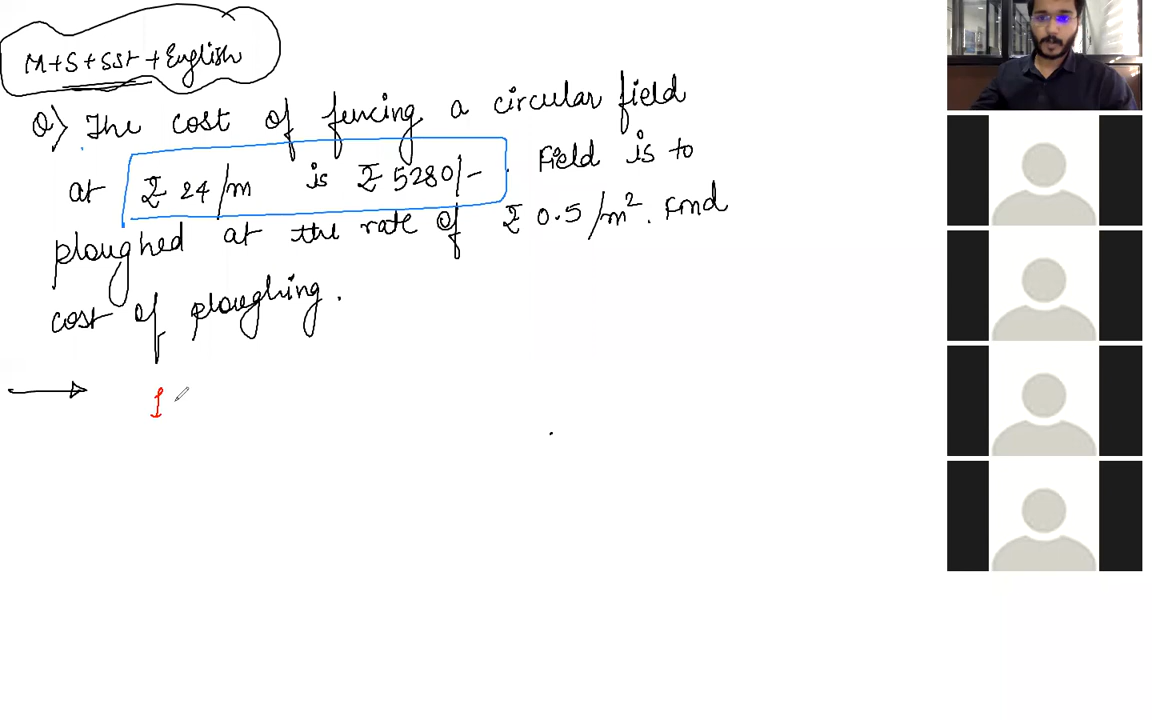 M+S+SST+English
Q) The cost of fencing a circular field
at ₹ 24/m is ₹ 5280/- . Field is to
ploughed at the rate of ₹ 0.5/m². Find
cost of ploughing.
→ 1